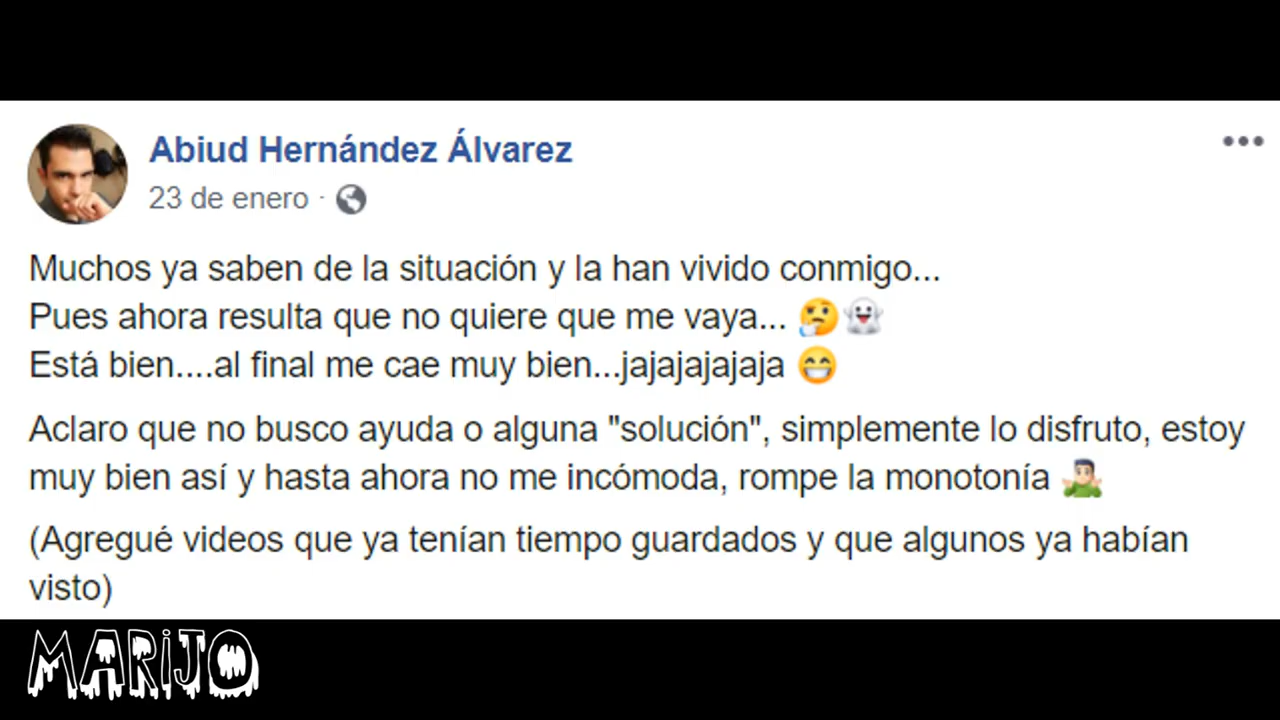 Abiud Hernández Álvarez
23 de enero ·
Muchos ya saben de la situación y la han vivido conmigo...
Pues ahora resulta que no quiere que me vaya... 🤔👻
Está bien....al final me cae muy bien...jajajajajaja 😁
Aclaro que no busco ayuda o alguna "solución", simplemente lo disfruto, estoy
muy bien así y hasta ahora no me incómoda, rompe la monotonía 🤷🏻‍♂️
(Agregué videos que ya tenían tiempo guardados y que algunos ya habían
visto)
MARiJO